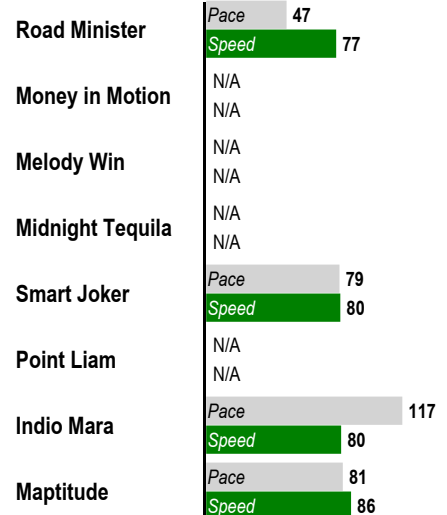 Road Minister
Pace 47
Speed 77
Money in Motion
N/A
N/A
Melody Win
N/A
N/A
Midnight Tequila
N/A
N/A
Smart Joker
Pace 79
Speed 80
Point Liam
N/A
N/A
Indio Mara
Pace 117
Speed 80
Maptitude
Pace 81
Speed 86